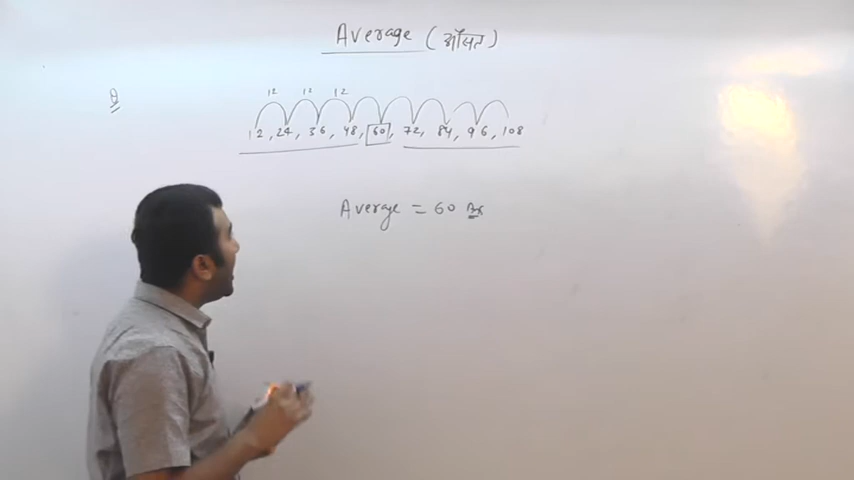 Average (औसत)
Q
12 12 12
12, 24, 36, 48, 60, 72, 84, 96, 108
Average = 60